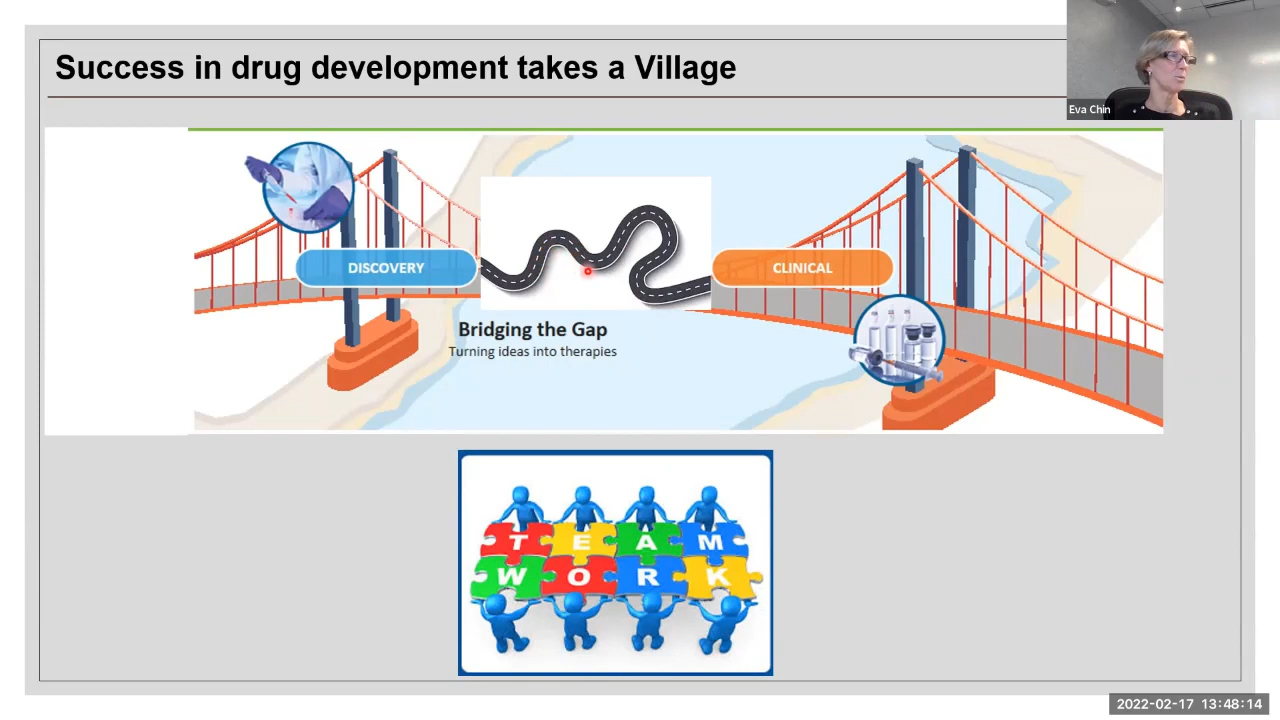 Success in drug development takes a Village
Eva Chin
DISCOVERY
CLINICAL
Bridging the Gap
Turning ideas into therapies
TEAM
WORK
2022-02-17 13:48:14